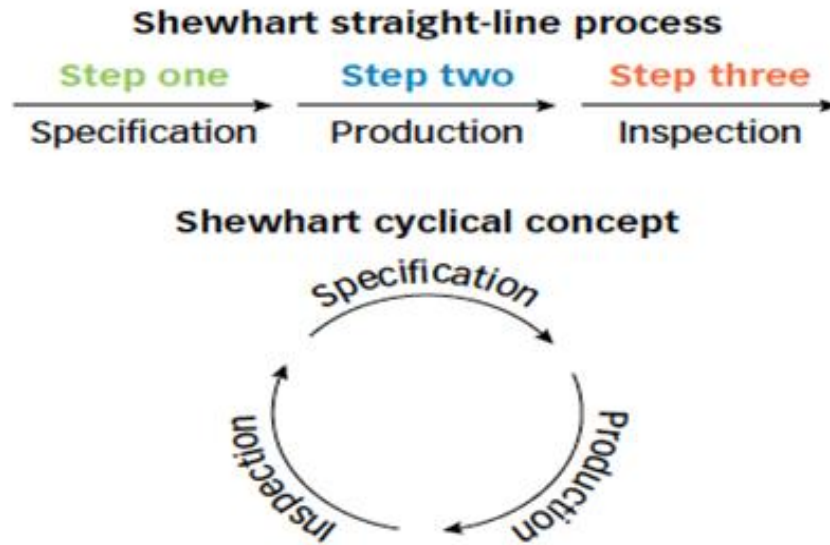 Shewhart straight-line process
Step one Step two Step three
Specification Production Inspection
Shewhart cyclical concept
Specification
Production
Inspection